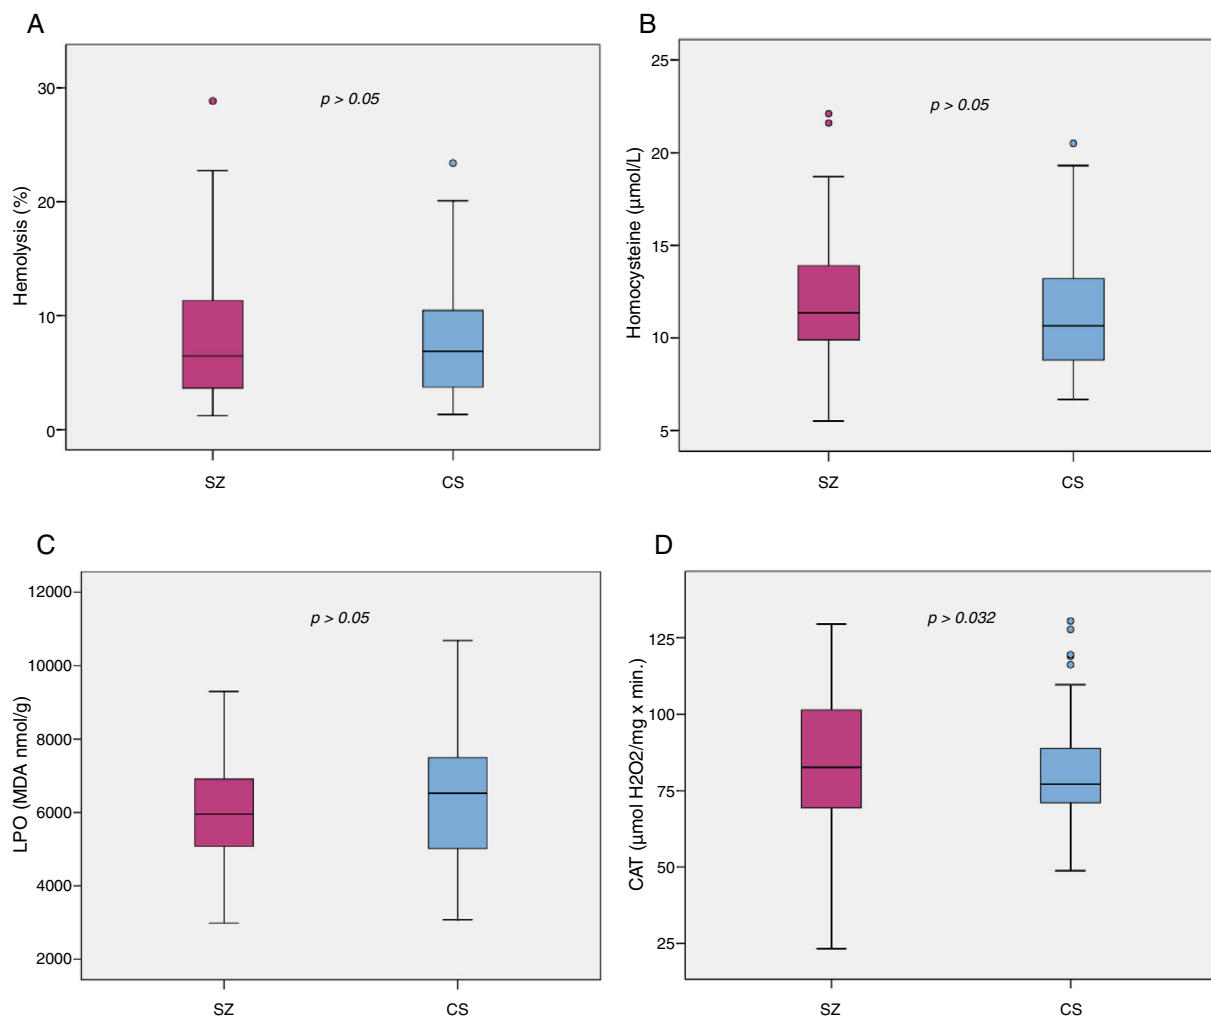 A
Hemolysis (%)
30
20
10
0
p > 0.05
SZ
CS
B
Homocysteine (μmol/L)
25
20
15
10
5
p > 0.05
SZ
CS
C
LPO (MDA nmol/g)
12000
10000
8000
6000
4000
2000
p > 0.05
SZ
CS
D
CAT (μmol H2O2/mg x min.)
125
100
75
50
25
p > 0.032
SZ
CS